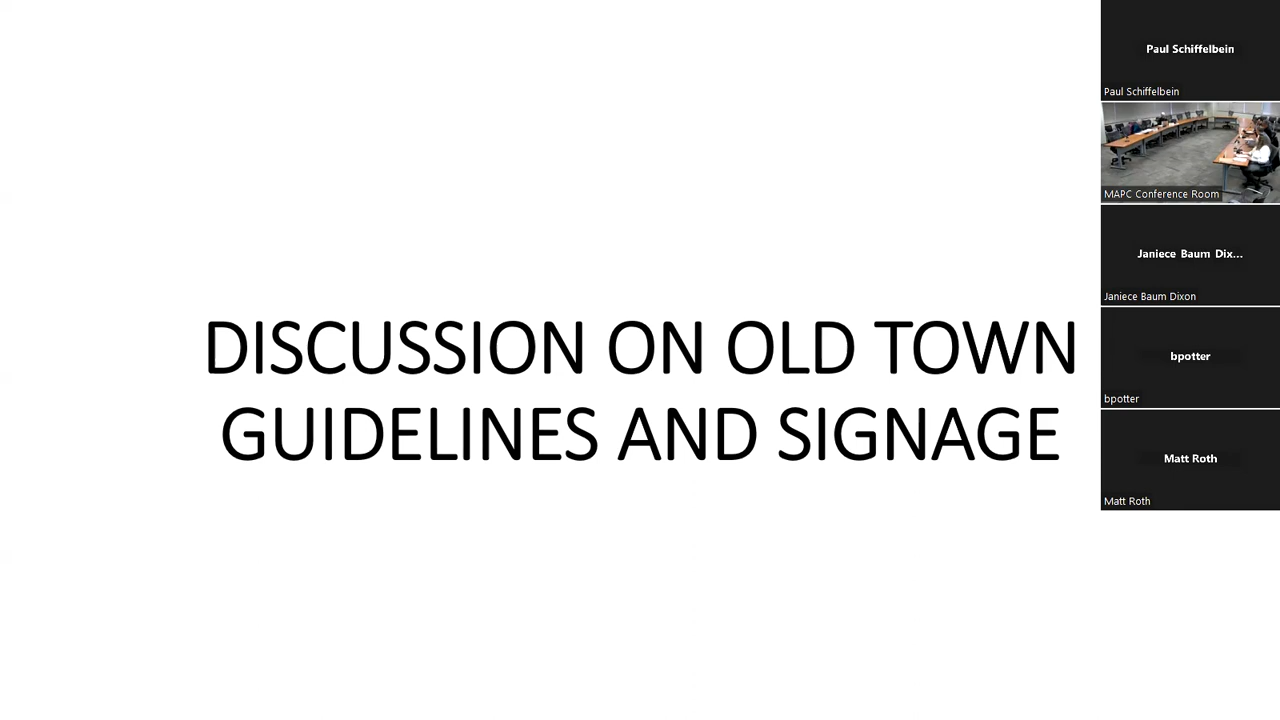 DISCUSSION ON OLD TOWN
GUIDELINES AND SIGNAGE
Paul Schiffelbein
Paul Schiffelbein
MAPC Conference Room
Janiece Baum Dix...
Janiece Baum Dixon
bpotter
bpotter
Matt Roth
Matt Roth